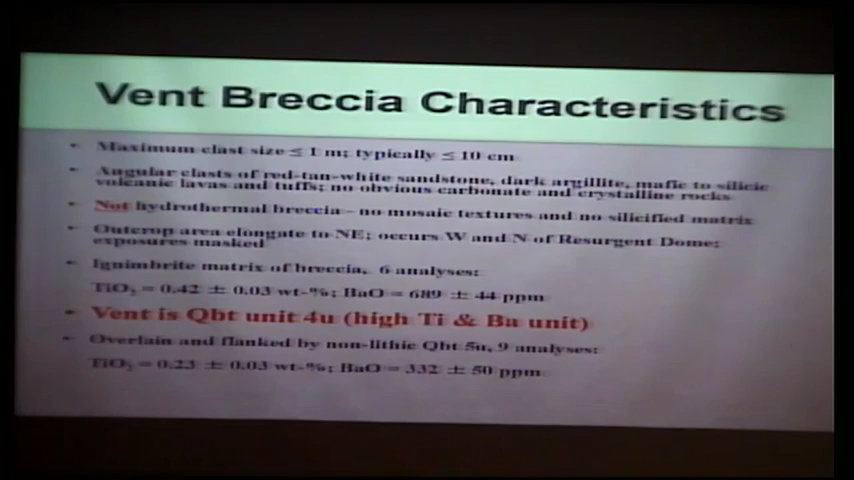 Vent Breccia Characteristics
• Maximum clast size ≤ 1 m; typically ≤ 10 cm
• Angular clasts of red-tan-white sandstone, dark argillite, mafic to silicic
volcanic lavas and tuffs; no obvious carbonate and crystalline rocks
• Not hydrothermal breccia – no mosaic textures and no silicified matrix
• Outcrop area elongate to NE; occurs W and N of Resurgent Dome;
exposures masked
• Ignimbrite matrix of breccia, 6 analyses:
TiO2 = 0.42 ± 0.03 wt-%; BaO = 689 ± 44 ppm
• Vent is Qbt unit 4u (high Ti & Ba unit)
• Overlain and flanked by non-lithic Qbt 5u, 9 analyses:
TiO2 = 0.23 ± 0.03 wt-%; BaO = 332 ± 50 ppm